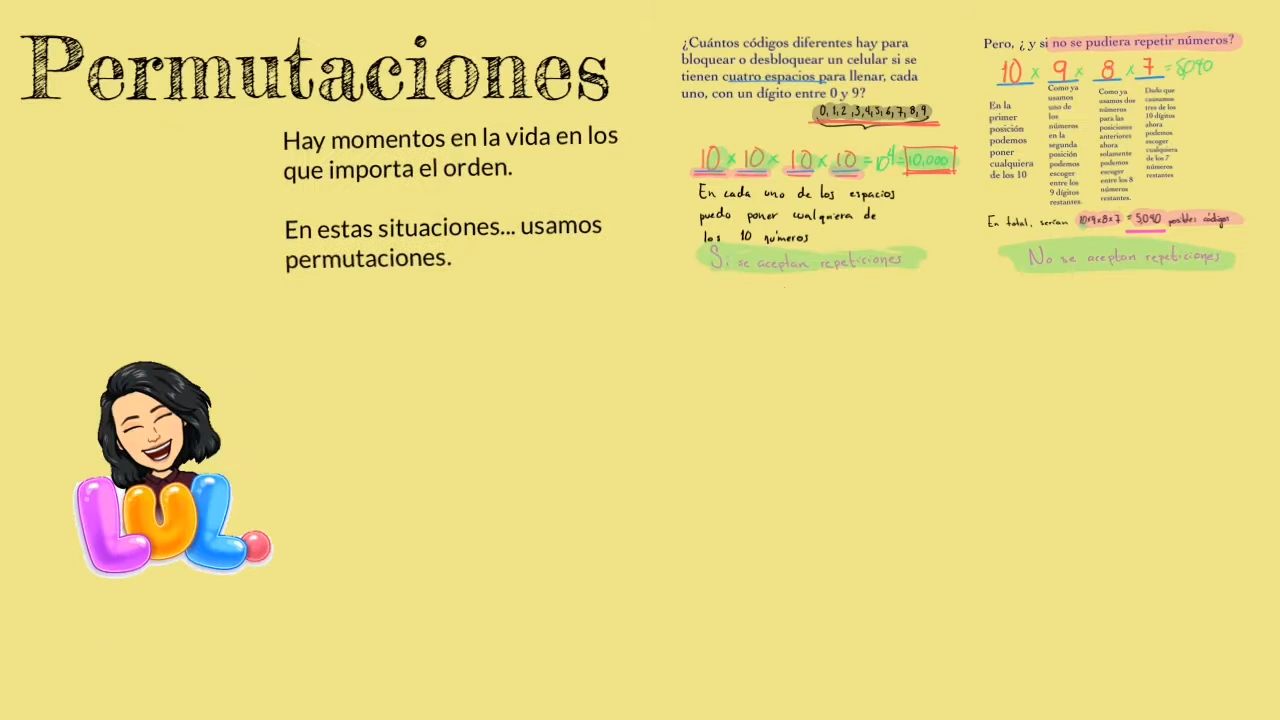 Permutaciones
Hay momentos en la vida en los
que importa el orden.
En estas situaciones... usamos
permutaciones.
LUL.
¿Cuántos códigos diferentes hay para
bloquear o desbloquear un celular si se
tienen cuatro espacios para llenar, cada
uno, con un dígito entre 0 y 9?
0, 1, 2, 3, 4, 5, 6, 7, 8, 9
10 × 10 × 10 × 10 = 10⁴ = 10,000
En cada uno de los espacios
puedo poner cualquiera de
los 10 números
Si se aceptan repeticiones
Pero, ¿ y si no se pudiera repetir números?
10 × 9 × 8 × 7 = 5,040
En la
primer
posición
podemos
poner
cualquiera
de los 10
Como ya
usamos
uno de
los
números
en la
segunda
posición
podemos
escoger
entre los
9 dígitos
restantes.
Como ya
usamos dos
números
para las
posiciones
anteriores
ahora
solamente
podemos
escoger
entre los 8
números
restantes.
Dado que
tres de los
10 dígitos
ahora
podemos
escoger
cualquiera
de los 7
números
restantes
En total, serían 10×9×8×7 = 5,040 posibles códigos
No se aceptan repeticiones